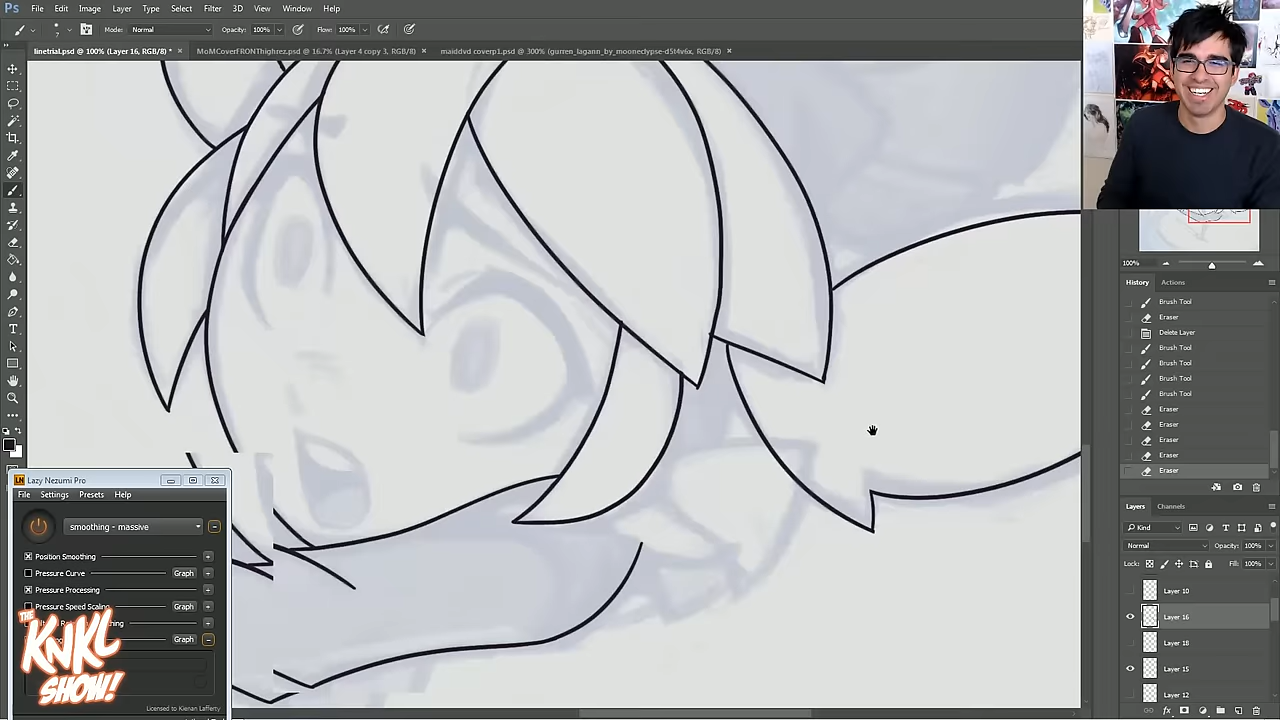 Ps File Edit Image Layer Type Select Filter 3D View Window Help
Mode: Normal Opacity: 100% Flow: 100%
linetrial.psd @ 100% (Layer 16, RGB/8) * × MoMCoverFRONThighrez.psd @ 16.7% (Layer 4 copy 3, RGB/8) × maiddvd coverp1.psd @ 300% (gurren_lagann_by_mooneclypse-d5t4v6x, RGB/8) ×
100%
History Actions
Brush Tool
Eraser
Delete Layer
Brush Tool
Brush Tool
Brush Tool
Brush Tool
Eraser
Eraser
Eraser
Eraser
Eraser
Layers Channels
Kind
Normal Opacity: 100%
Lock: Fill: 100%
Layer 10
Layer 16
Layer 18
Layer 15
Layer 12
LN Lazy Nezumi Pro
File Settings Presets Help
smoothing - massive
Position Smoothing
Pressure Curve Graph
Pressure Processing
Pressure Speed Scaling Graph
Graph
THE
KNKL
SHOW!
Licensed to Kienan Lafferty